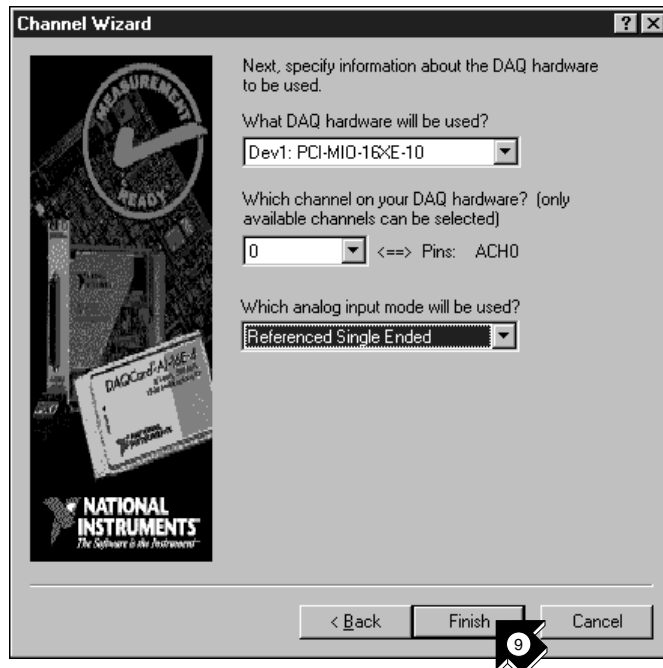 Channel Wizard
Next, specify information about the DAQ hardware
to be used.
What DAQ hardware will be used?
Dev1: PCI-MIO-16XE-10
Which channel on your DAQ hardware? (only
available channels can be selected)
0 <==> Pins: ACH0
Which analog input mode will be used?
Referenced Single Ended
MEASUREMENT
READY
DAQCard-AI-16E-4
NATIONAL
INSTRUMENTS
The Software is the Instrument
< Back Finish Cancel
9